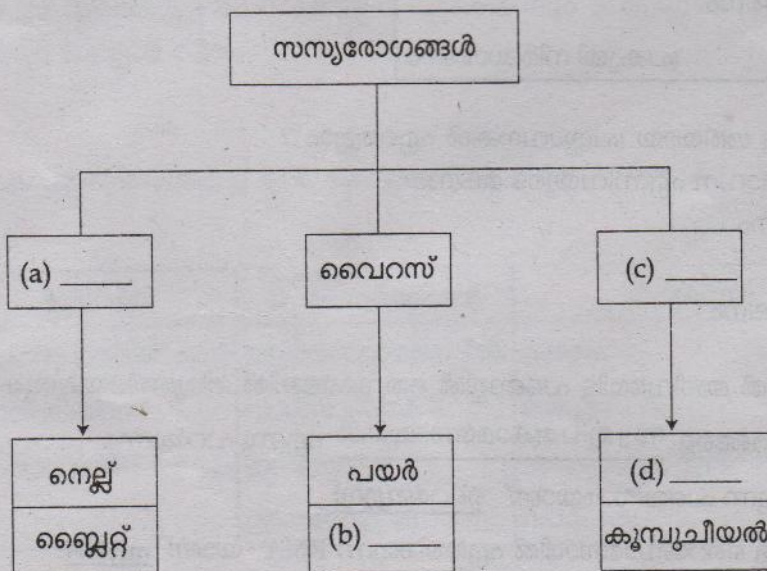 സസ്യരോഗങ്ങൾ
(a) ______
വൈറസ്
(c) ______
നെല്ല്
പയർ
(d) ______
ബ്ലൈറ്റ്
(b) ______
കൂമ്പുചീയൽ